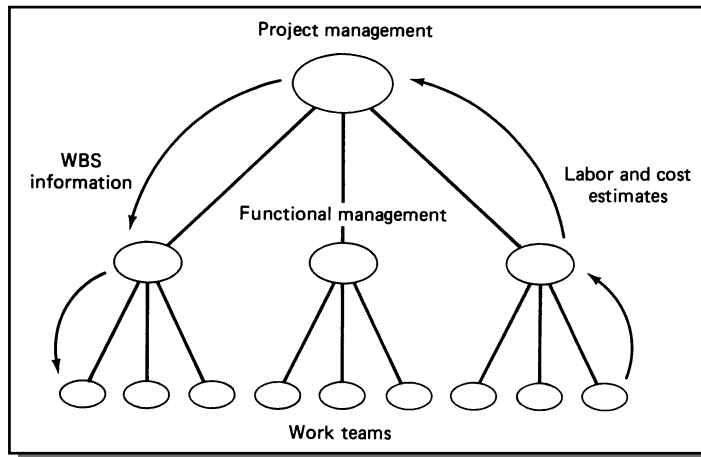 Project management
WBS
information
Labor and cost
estimates
Functional management
Work teams